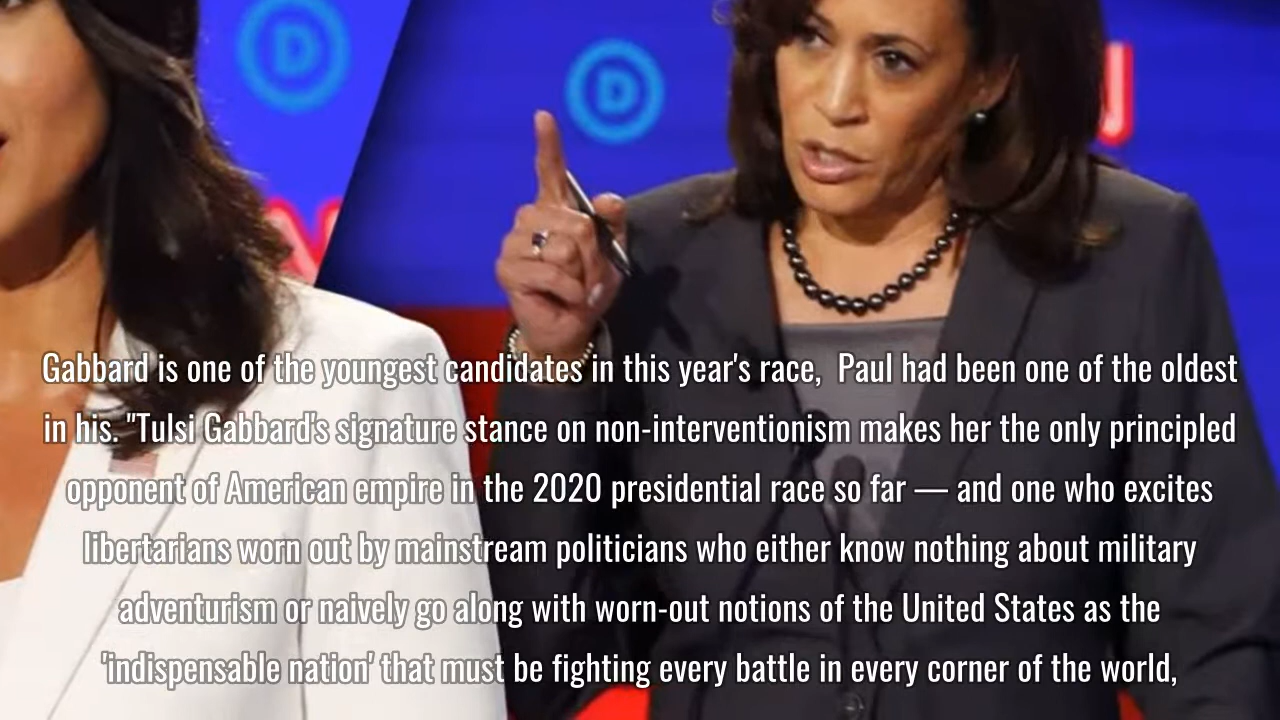 D
D
Gabbard is one of the youngest candidates in this year's race,  Paul had been one of the oldest
in his. "Tulsi Gabbard's signature stance on non-interventionism makes her the only principled
opponent of American empire in the 2020 presidential race so far — and one who excites
libertarians worn out by mainstream politicians who either know nothing about military
adventurism or naively go along with worn-out notions of the United States as the
'indispensable nation' that must be fighting every battle in every corner of the world,